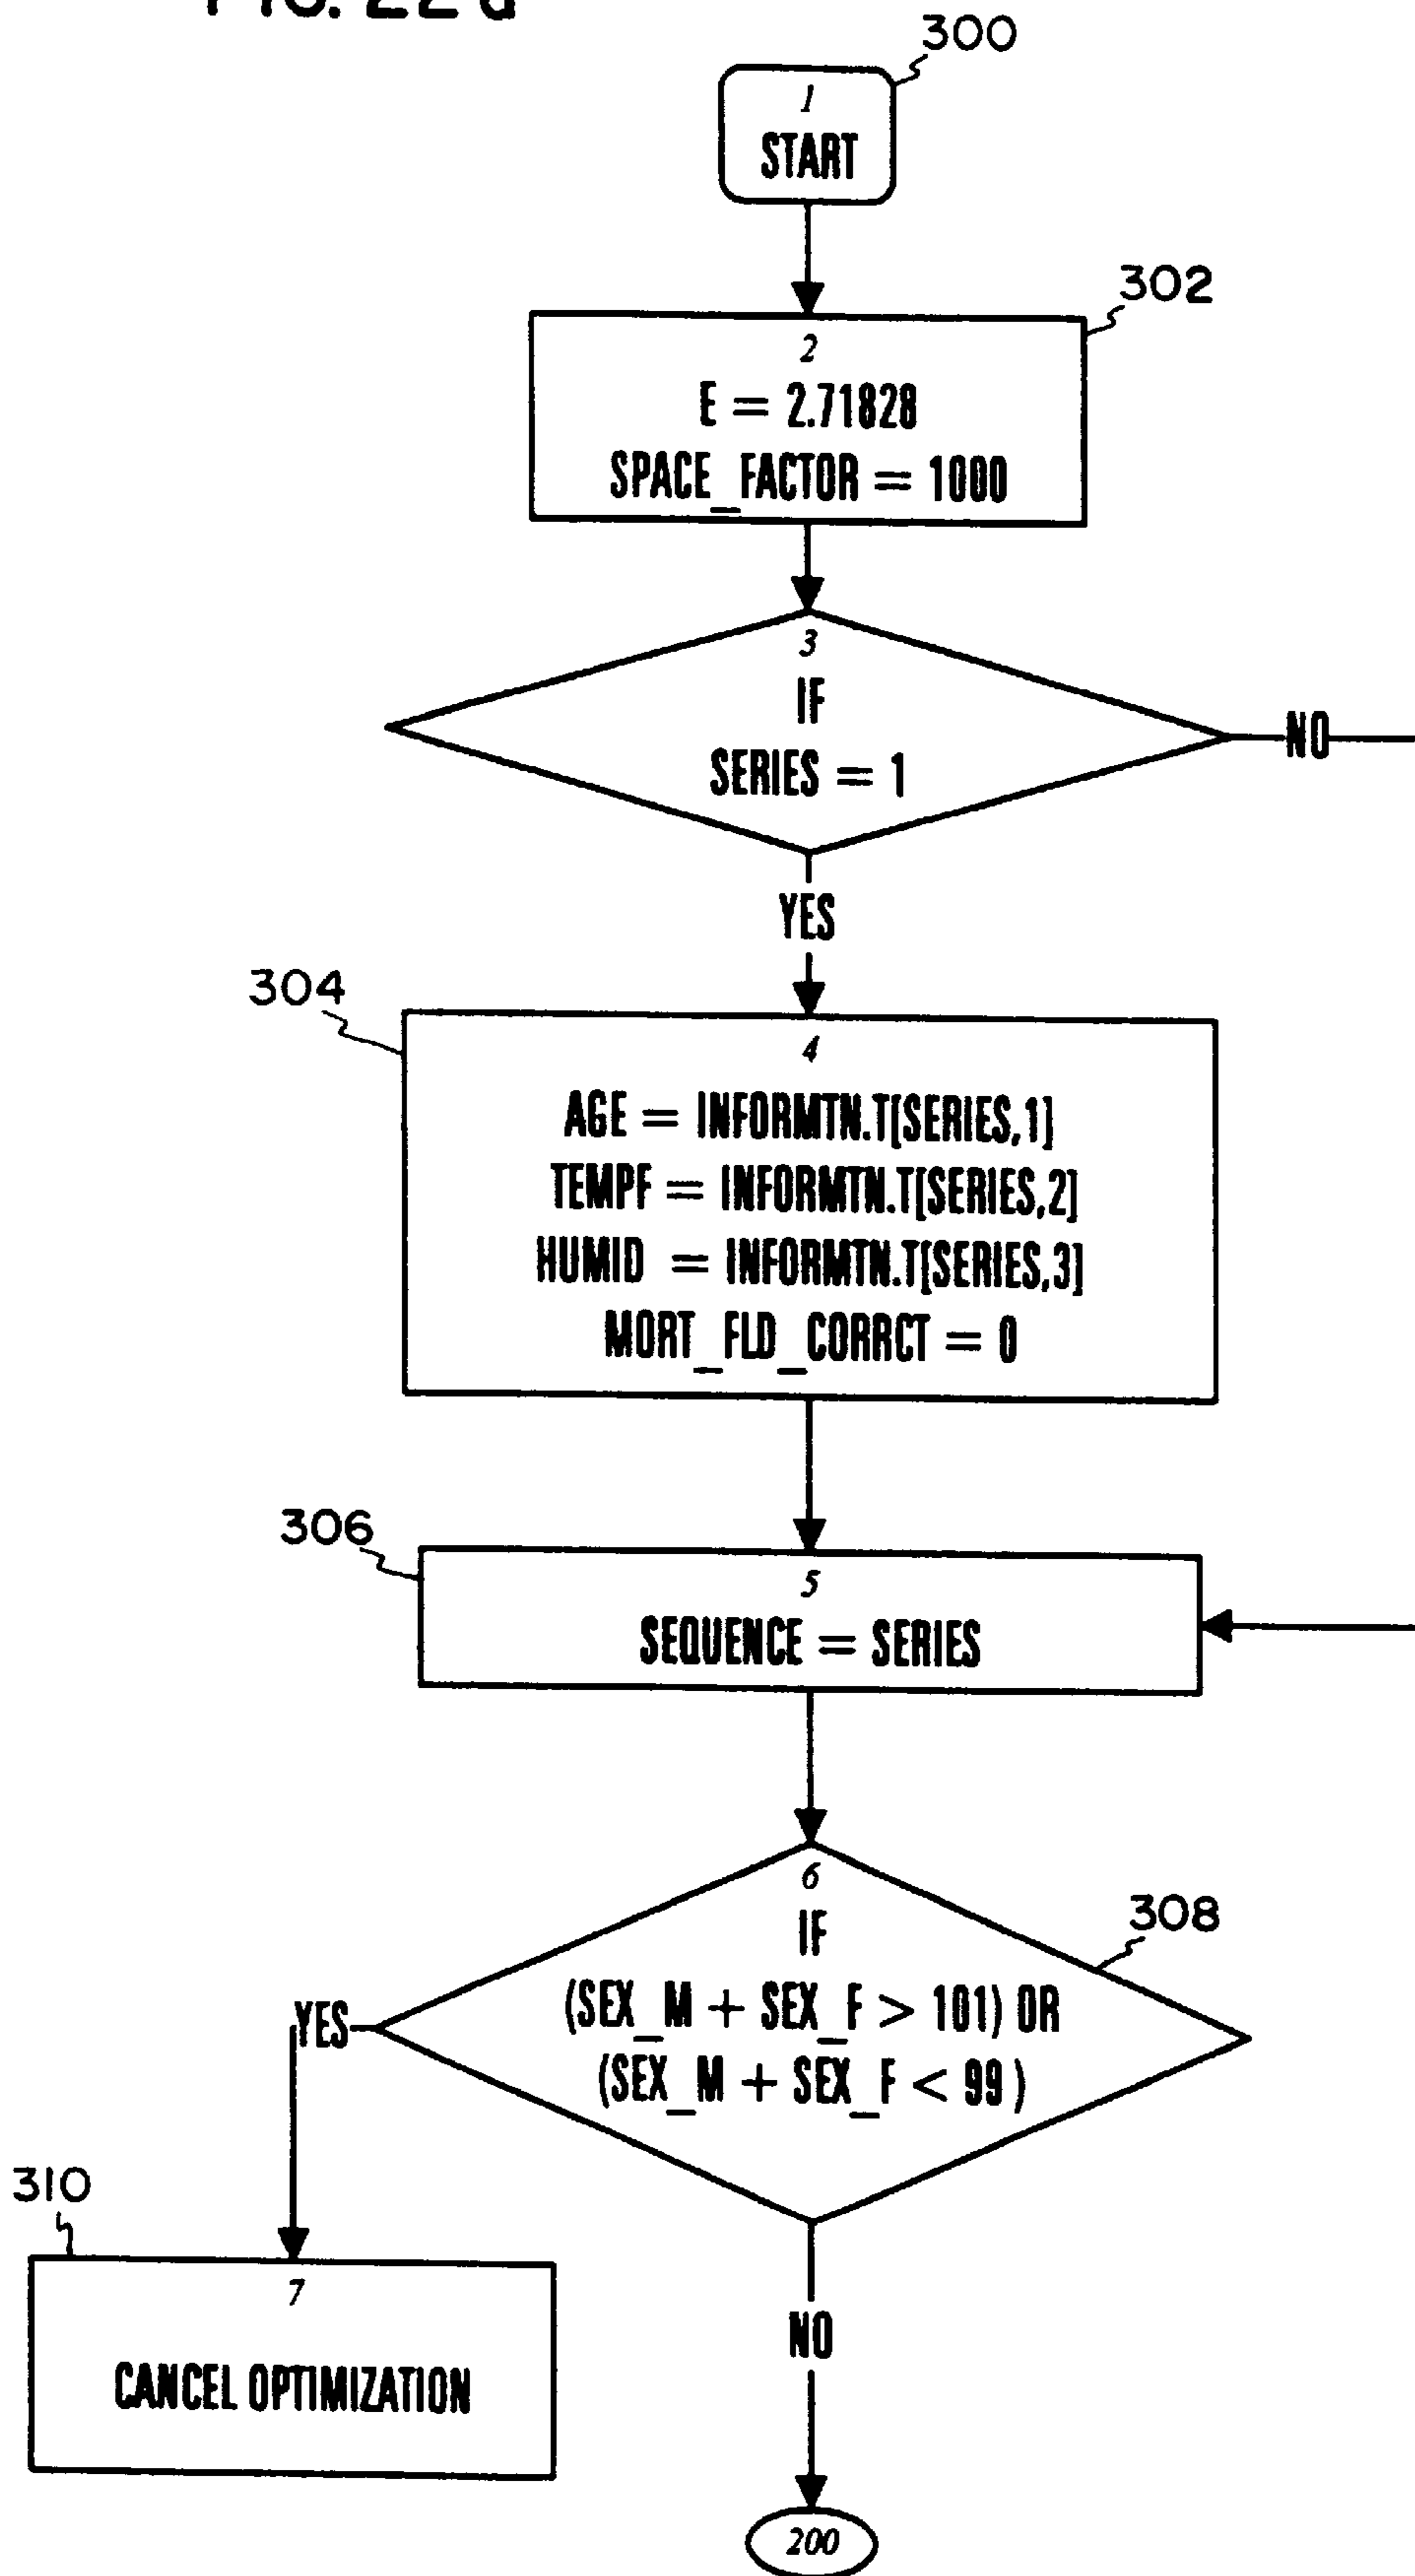 FIG. 22a
300
1
START
302
2
E = 2.71828
SPACE_FACTOR = 1000
3
IF
SERIES = 1
NO
YES
304
4
AGE = INFORMTN.T[SERIES,1]
TEMPF = INFORMTN.T[SERIES,2]
HUMID = INFORMTN.T[SERIES,3]
MORT_FLD_CORRCT = 0
306
5
SEQUENCE = SERIES
6
308
IF
(SEX_M + SEX_F > 101) OR
(SEX_M + SEX_F < 99 )
YES
310
7
CANCEL OPTIMIZATION
NO
200